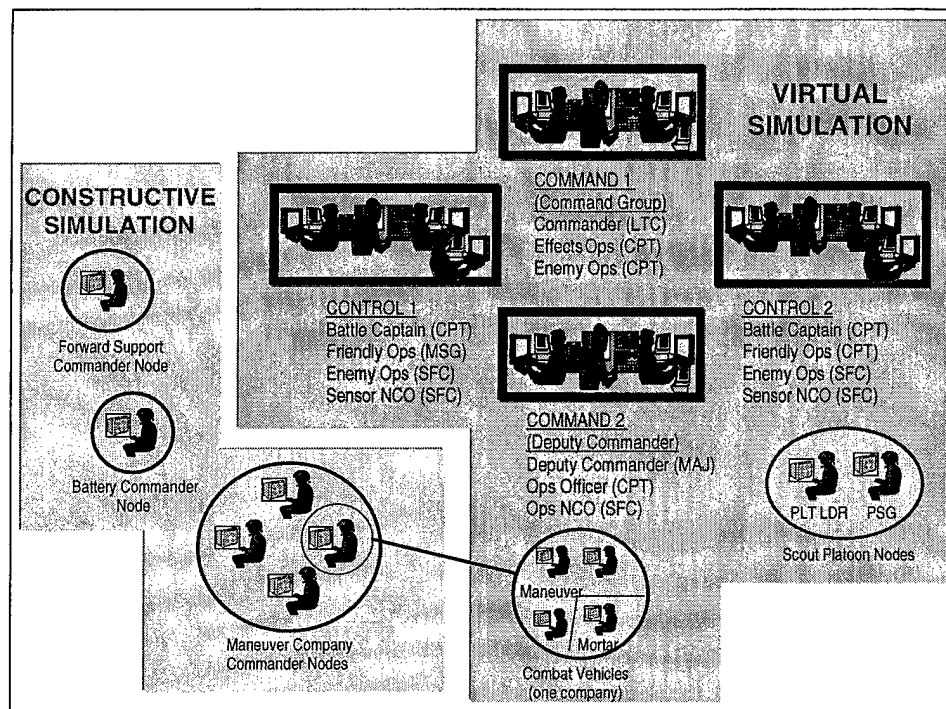 VIRTUAL
SIMULATION
COMMAND 1
(Command Group)
Commander (LTC)
Effects Ops (CPT)
Enemy Ops (CPT)
CONSTRUCTIVE
SIMULATION
Forward Support
Commander Node
Battery Commander
Node
CONTROL 1
Battle Captain (CPT)
Friendly Ops (MSG)
Enemy Ops (SFC)
Sensor NCO (SFC)
CONTROL 2
Battle Captain (CPT)
Friendly Ops (CPT)
Enemy Ops (SFC)
Sensor NCO (SFC)
COMMAND 2
(Deputy Commander)
Deputy Commander (MAJ)
Ops Officer (CPT)
Ops NCO (SFC)
PLT LDR PSG
Scout Platoon Nodes
Maneuver Company
Commander Nodes
Maneuver
Mortar
Combat Vehicles
(one company)